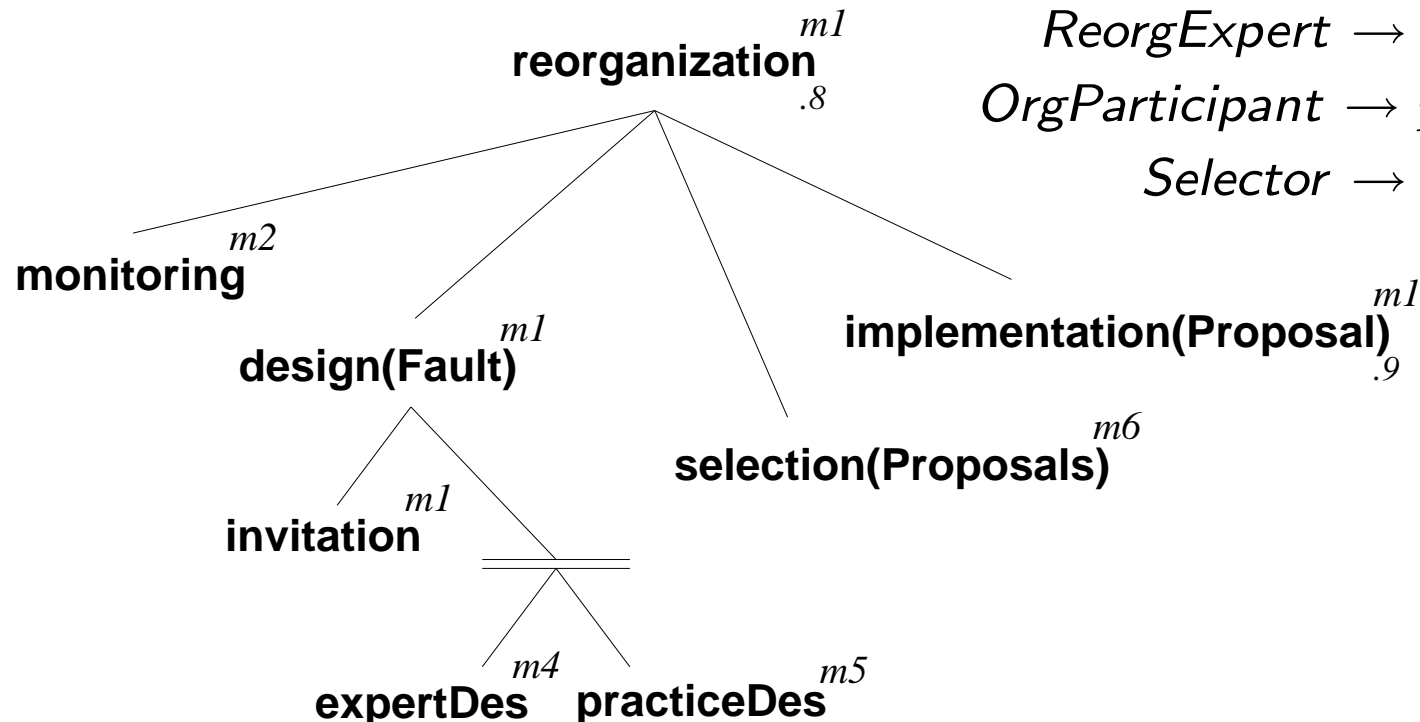 m1
reorganization
.8
ReorgExpert →
OrgParticipant →
Selector →
m2
monitoring
m1
design(Fault)
m1
implementation(Proposal)
.9
m6
selection(Proposals)
m1
invitation
m4
expertDes
m5
practiceDes